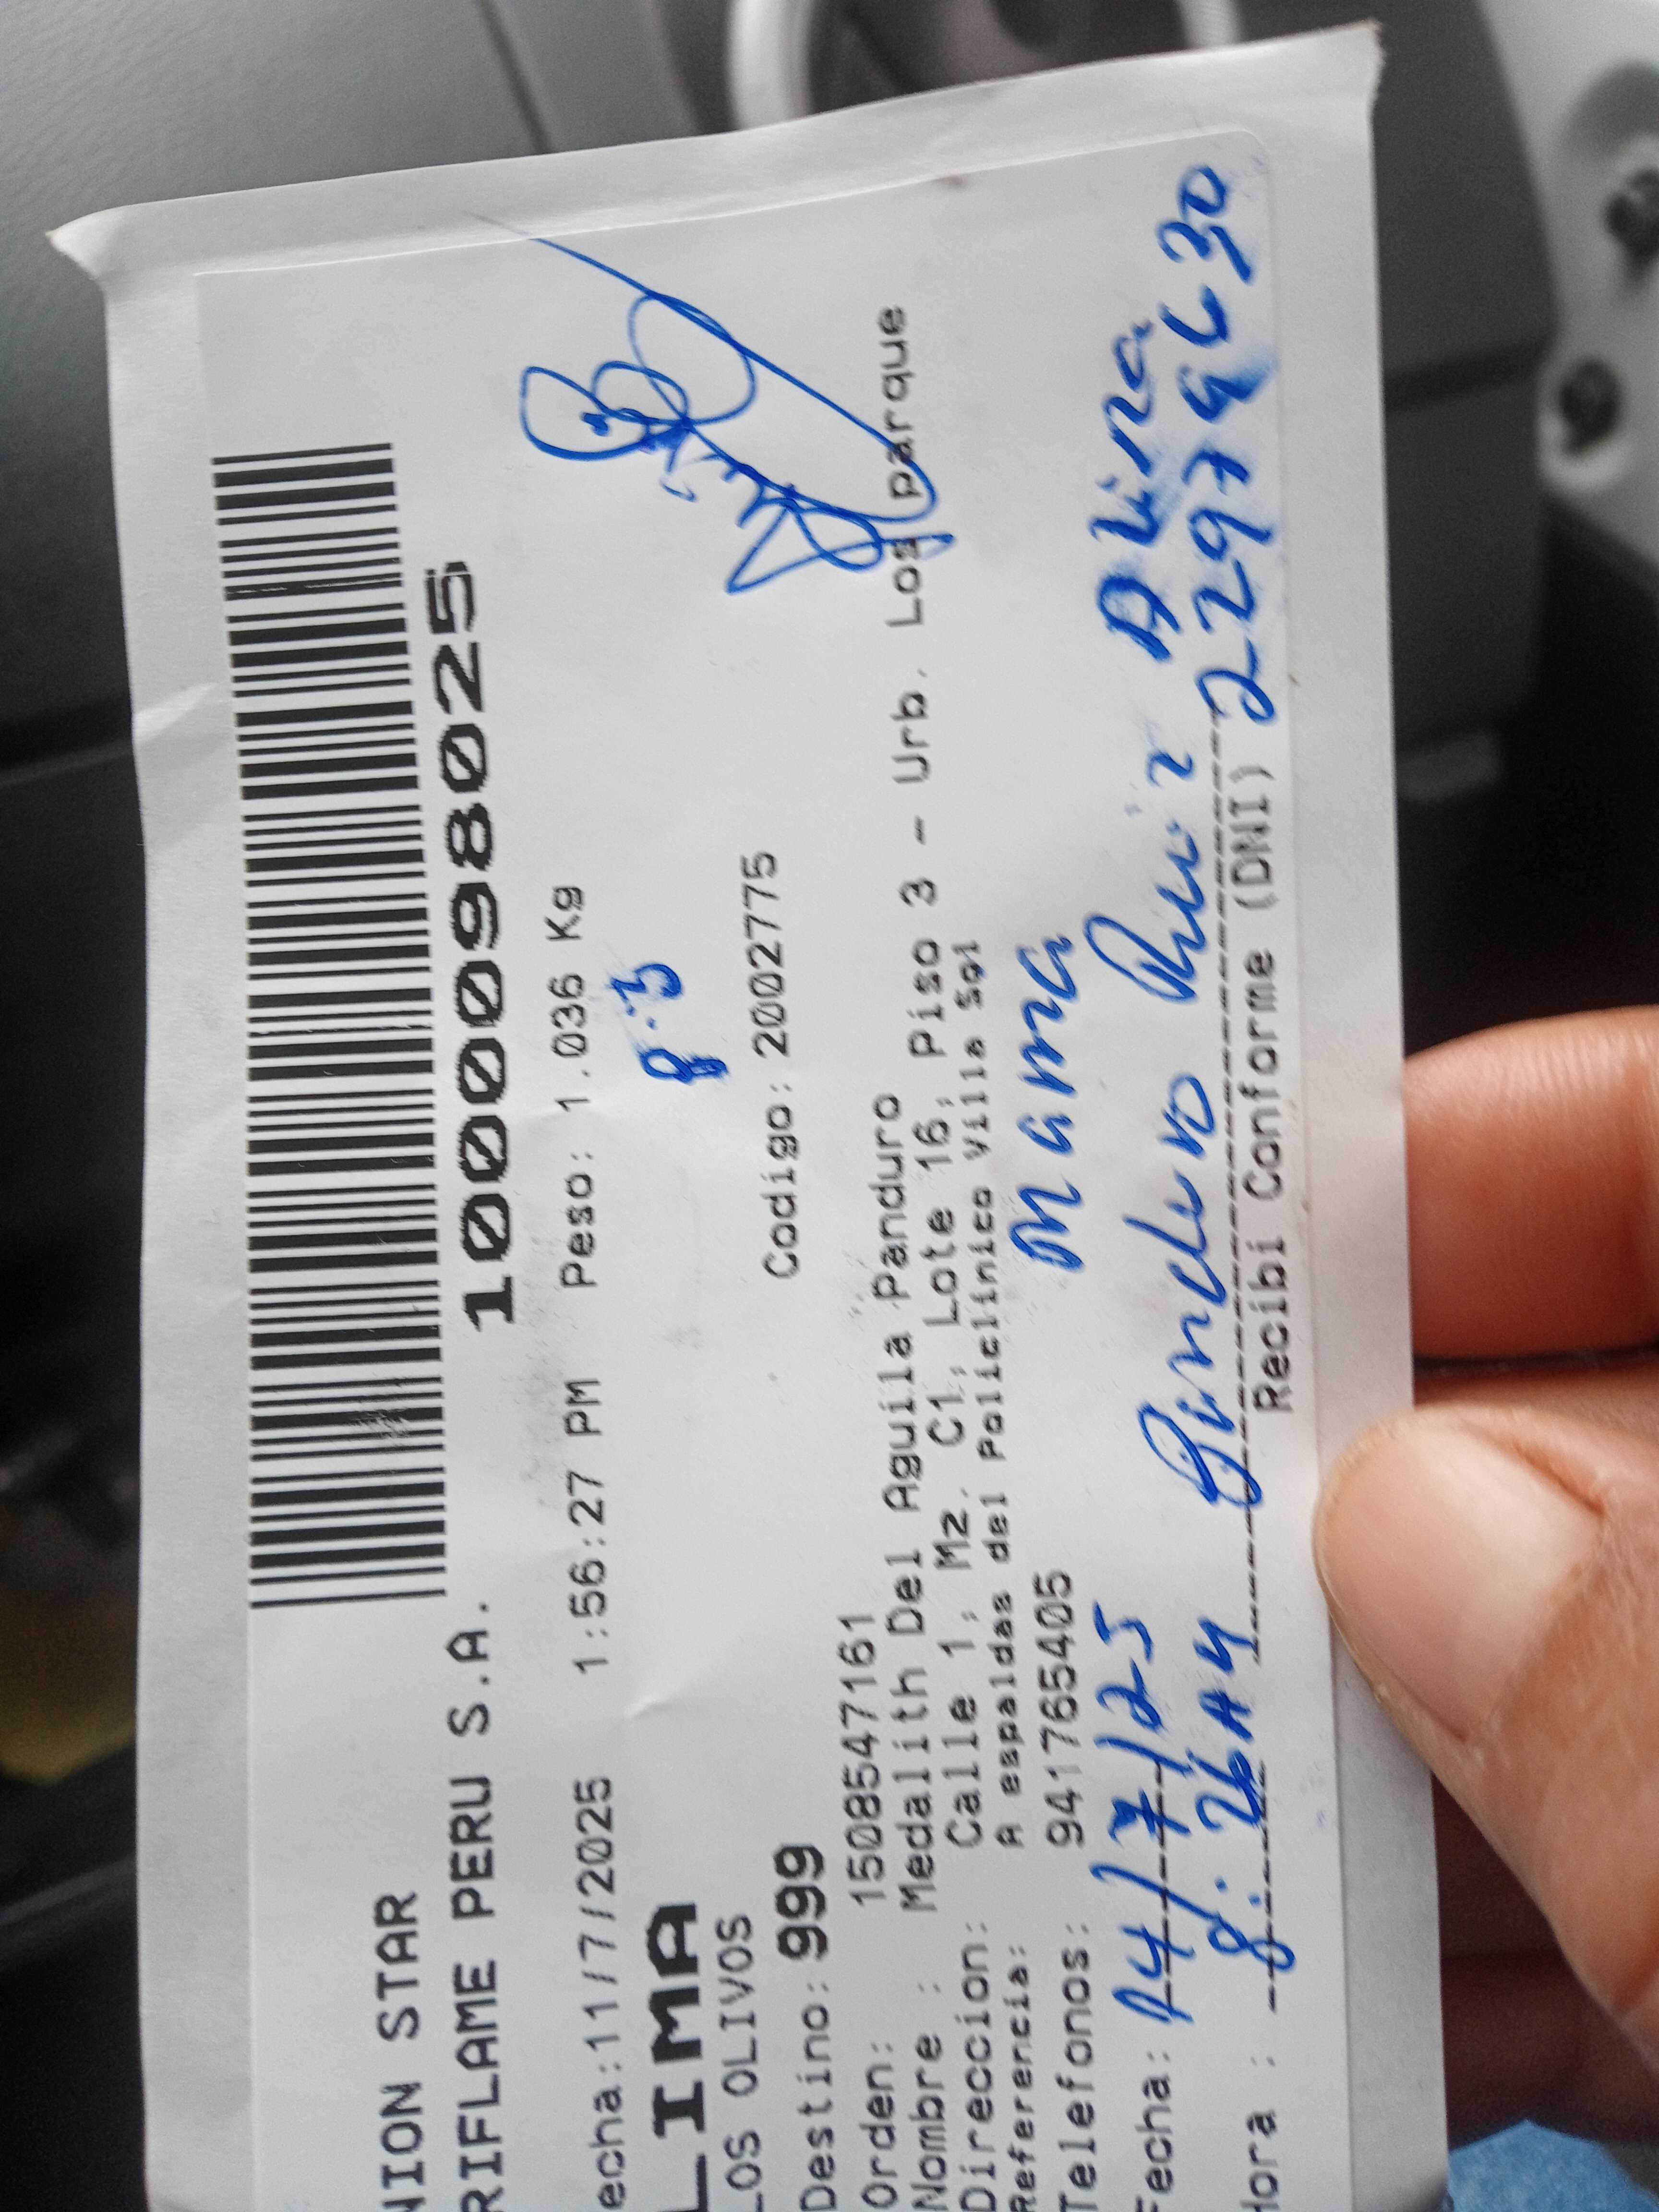 NION STAR
RIFLAME PERU S.A.
1000098025
echa:11/7/2025 1:56:27 PM Peso: 1.036 Kg
LIMA
LOS OLIVOS
Destino: 999 Codigo: 2002775
Orden: 1508547161
Nombre : Medalith Del Aguila Panduro
Direccion: Calle 1, Mz. C1, Lote 16, Piso 3 - Urb. Los parque
Referencia: A espaldas del Policlinico Villa Sol
Telefonos: 941765405
mama
Fecha: 14/7/25
Hora : 8:26
Recibi Conforme (DNI)